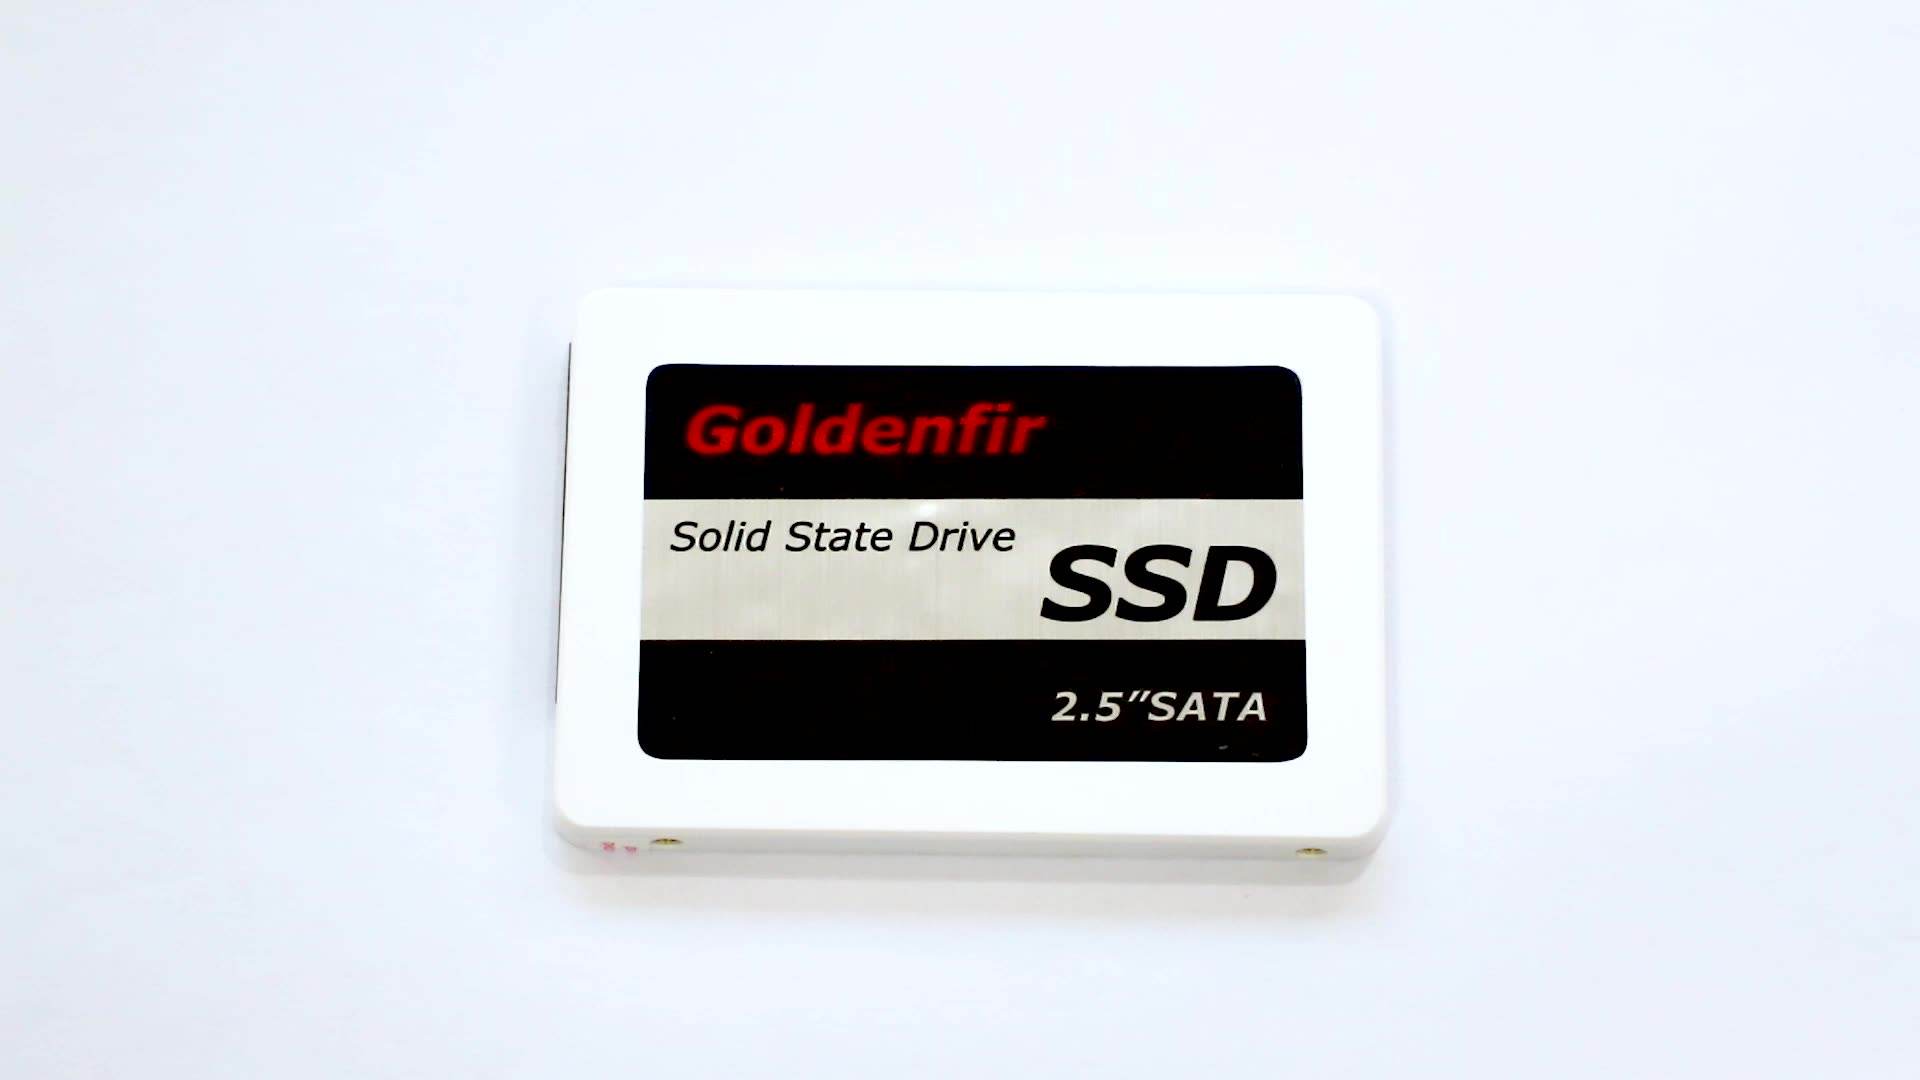 Goldenfir
Solid State Drive
SSD
2.5"SATA